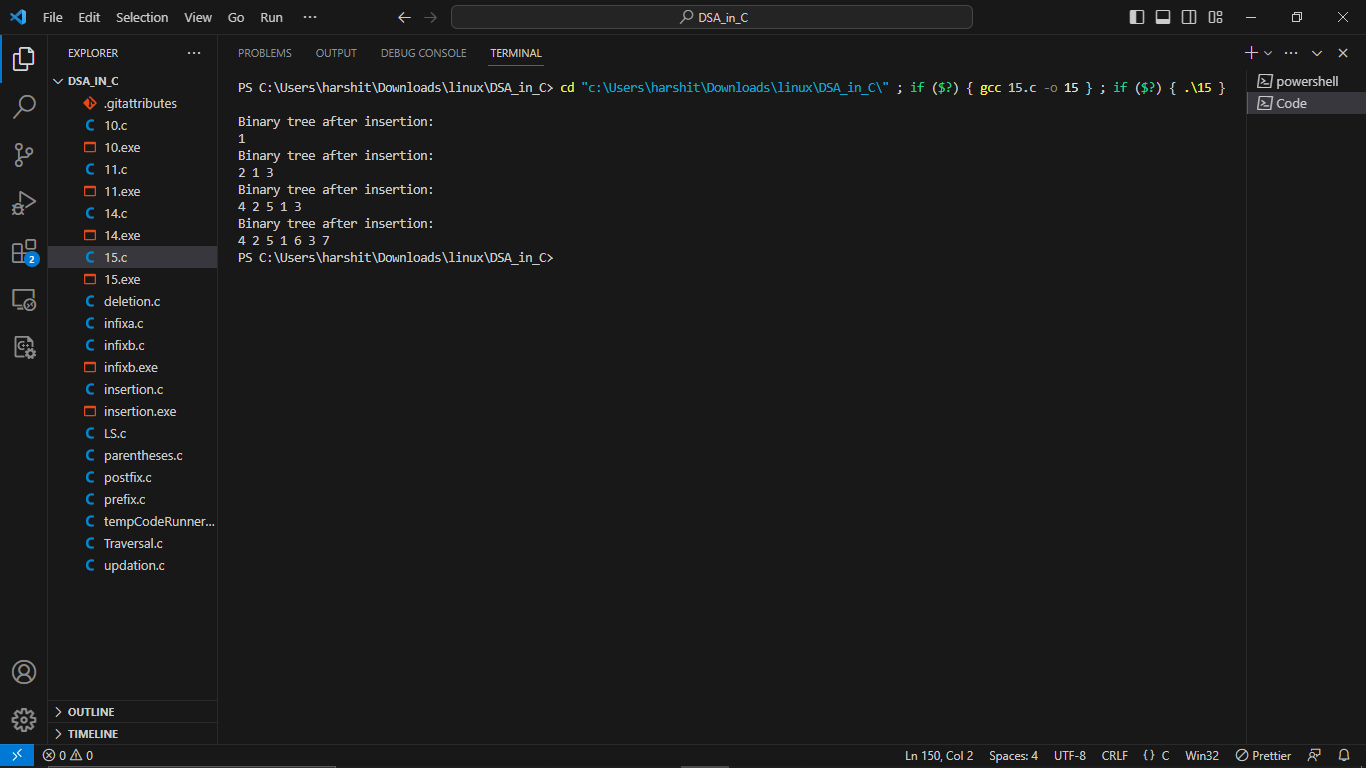 File Edit Selection View Go Run ··· DSA_in_C
EXPLORER ···
DSA_IN_C
.gitattributes
10.c
10.exe
11.c
11.exe
14.c
14.exe
15.c
15.exe
deletion.c
infixa.c
infixb.c
infixb.exe
insertion.c
insertion.exe
LS.c
parentheses.c
postfix.c
prefix.c
tempCodeRunner...
Traversal.c
updation.c
OUTLINE
TIMELINE
2
PROBLEMS OUTPUT DEBUG CONSOLE TERMINAL
PS C:\Users\harshit\Downloads\linux\DSA_in_C> cd "c:\Users\harshit\Downloads\linux\DSA_in_C\" ; if ($?) { gcc 15.c -o 15 } ; if ($?) { .\15 }
Binary tree after insertion:
1
Binary tree after insertion:
2 1 3
Binary tree after insertion:
4 2 5 1 3
Binary tree after insertion:
4 2 5 1 6 3 7
PS C:\Users\harshit\Downloads\linux\DSA_in_C>
powershell
Code
0 0 Ln 150, Col 2 Spaces: 4 UTF-8 CRLF {} C Win32 Prettier